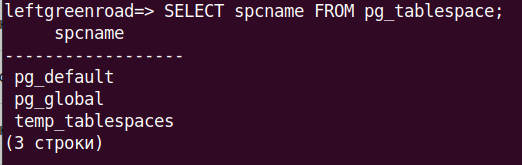 leftgreenroad=> SELECT spcname FROM pg_tablespace;
spcname
------------------
pg_default
pg_global
temp_tablespaces
(3 строки)